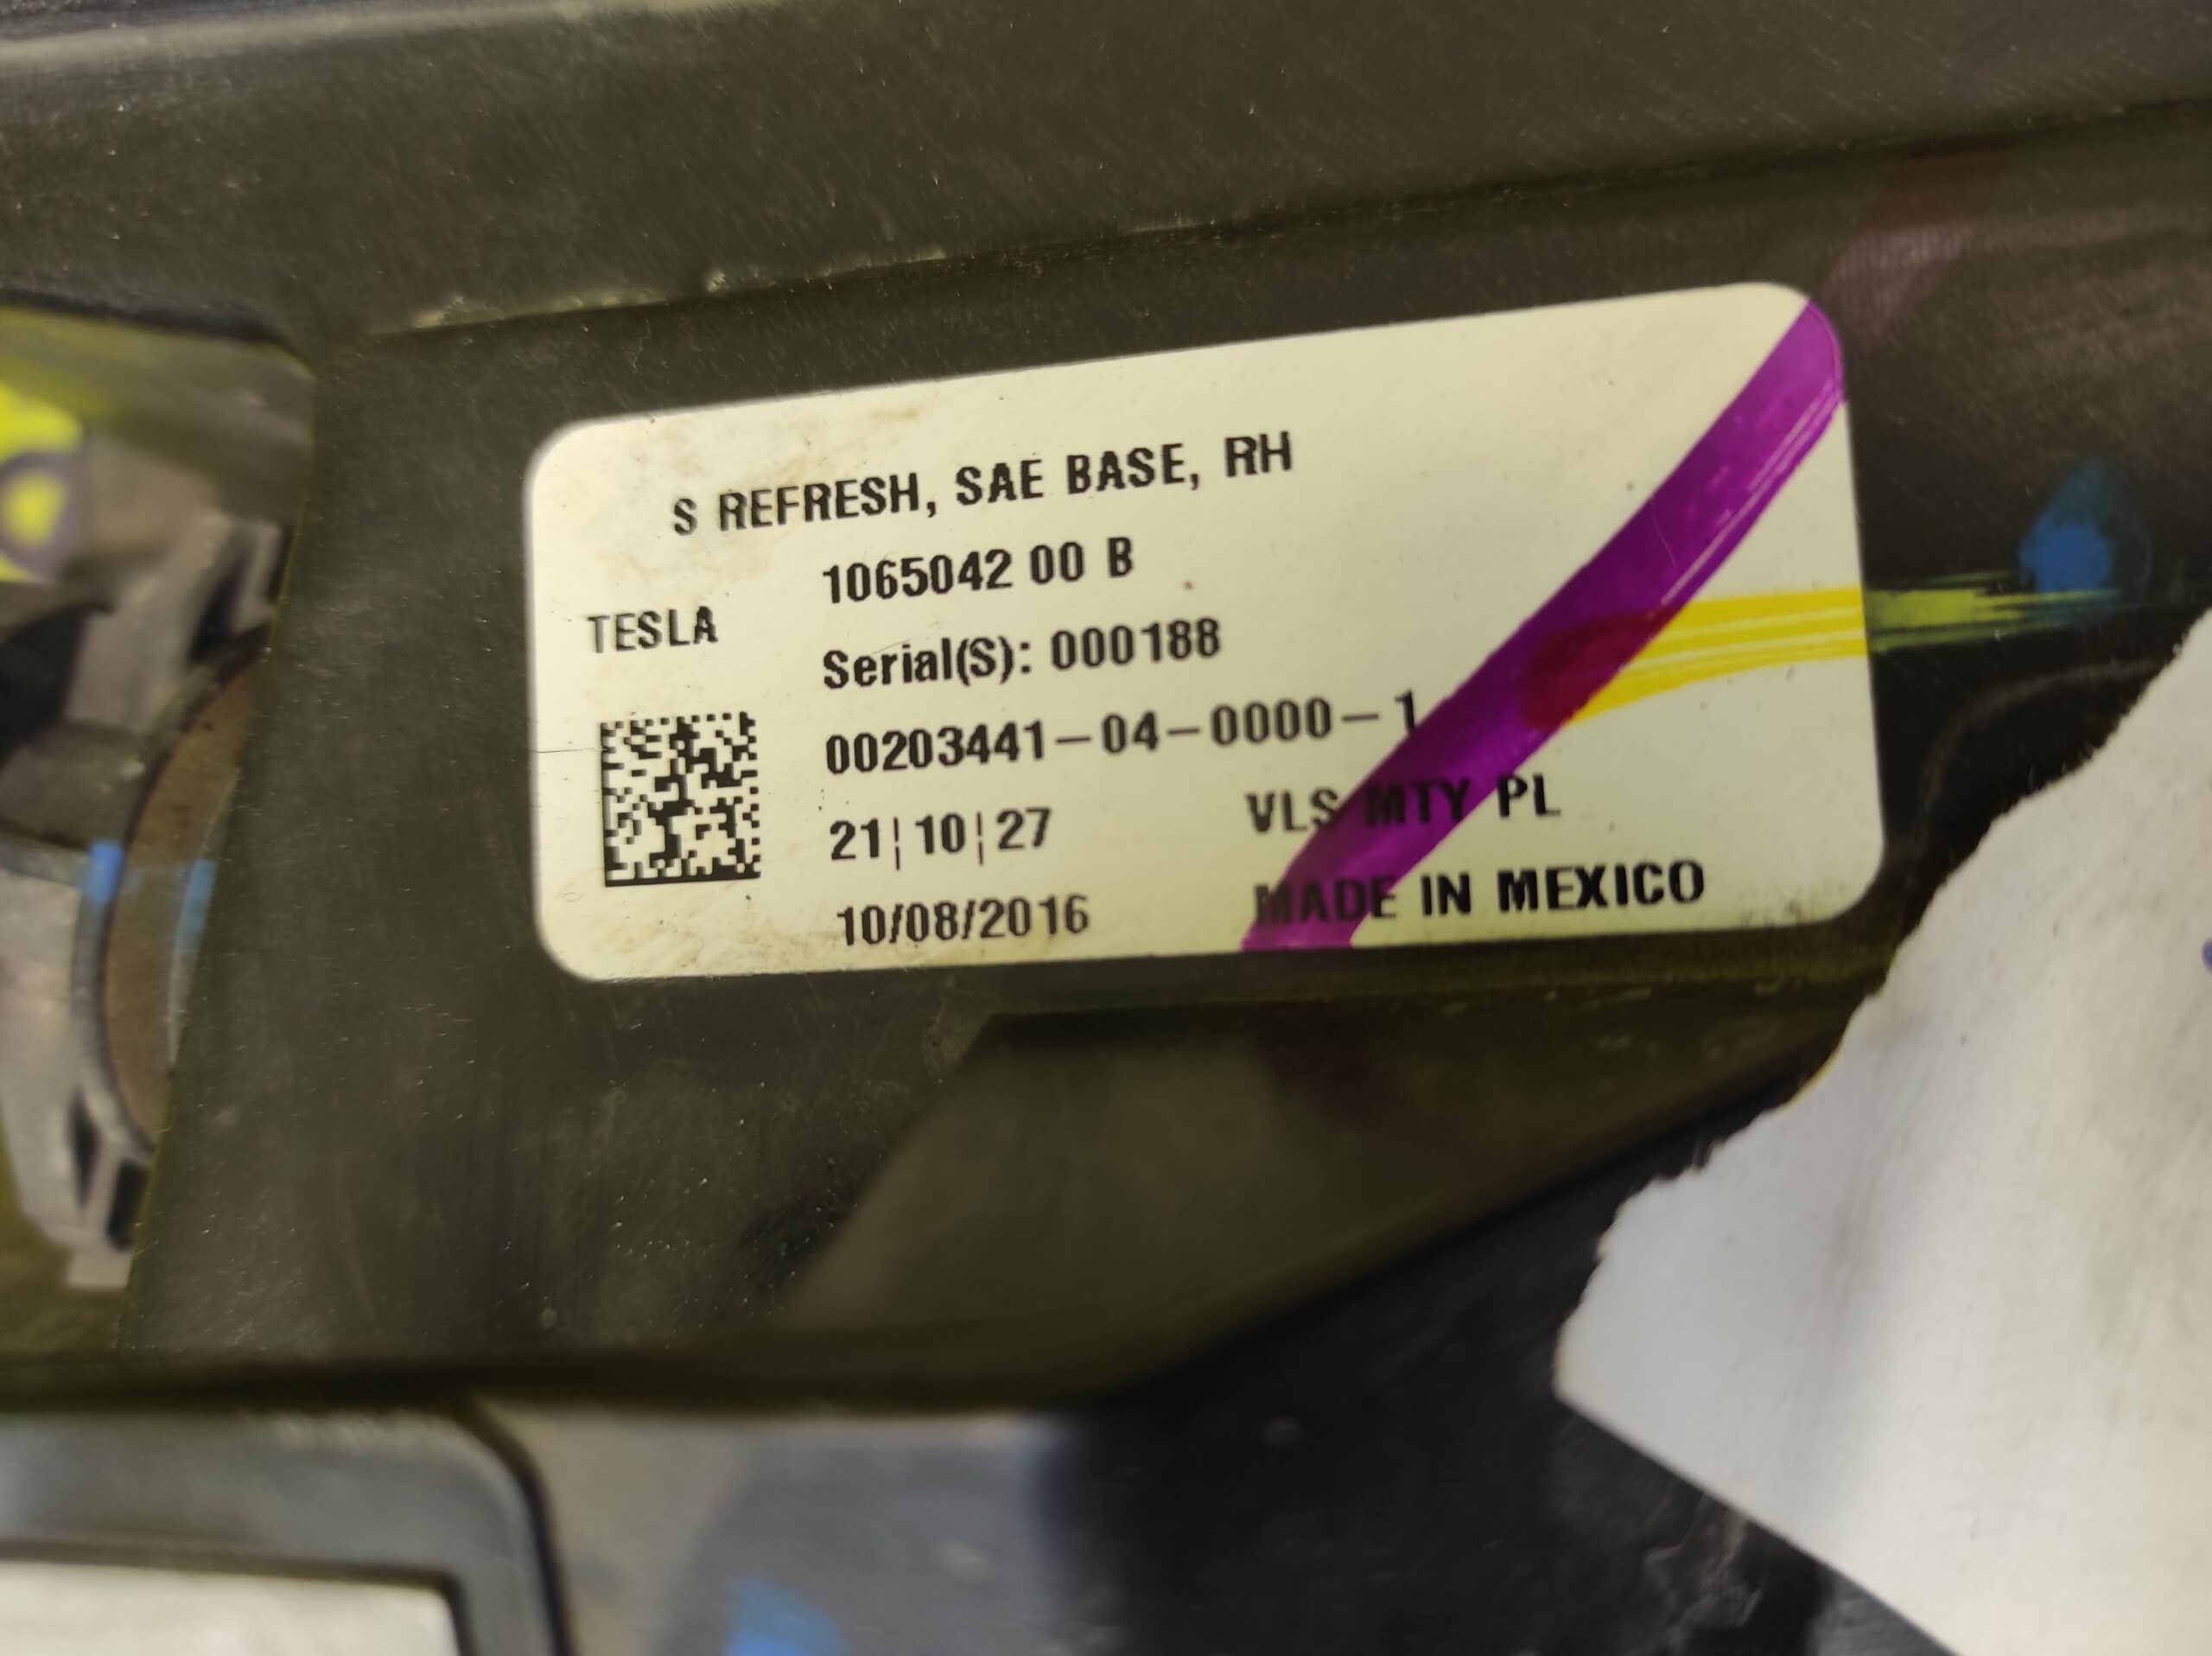 S REFRESH, SAE BASE, RH
1065042 00 B
TESLA
Serial(S): 000188
00203441-04-0000-1
21¦10¦27
VLS MTY PL
10/08/2016
MADE IN MEXICO